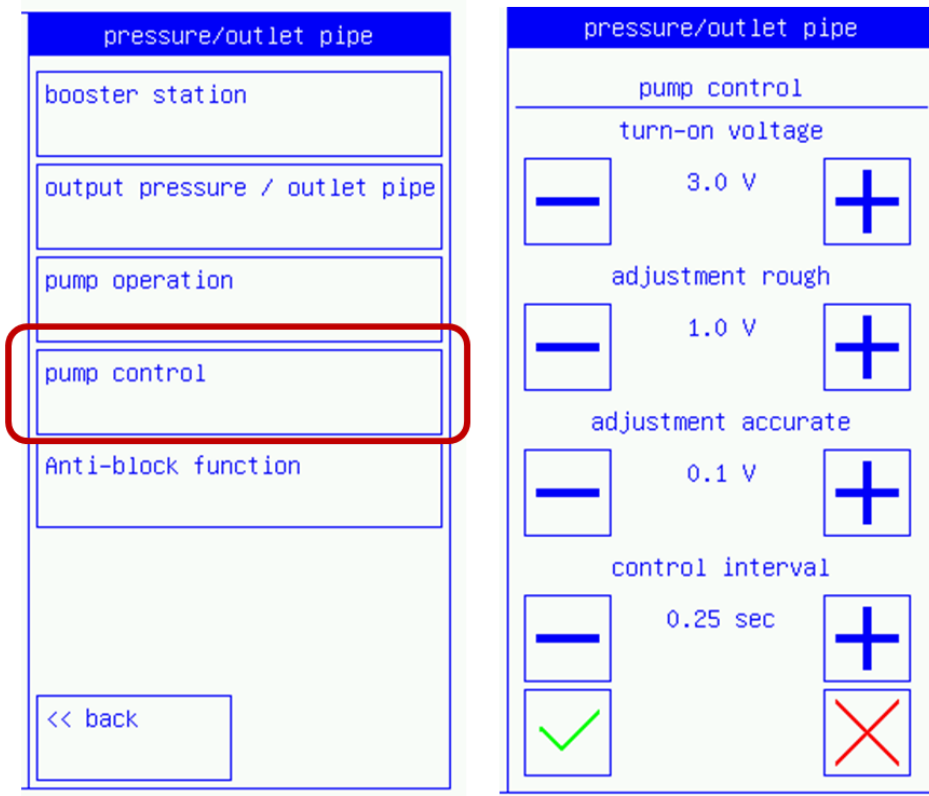 pressure/outlet pipe
booster station
output pressure / outlet pipe
pump operation
pump control
Anti-block function
<< back
pressure/outlet pipe
pump control
turn-on voltage
3.0 V
adjustment rough
1.0 V
adjustment accurate
0.1 V
control interval
0.25 sec